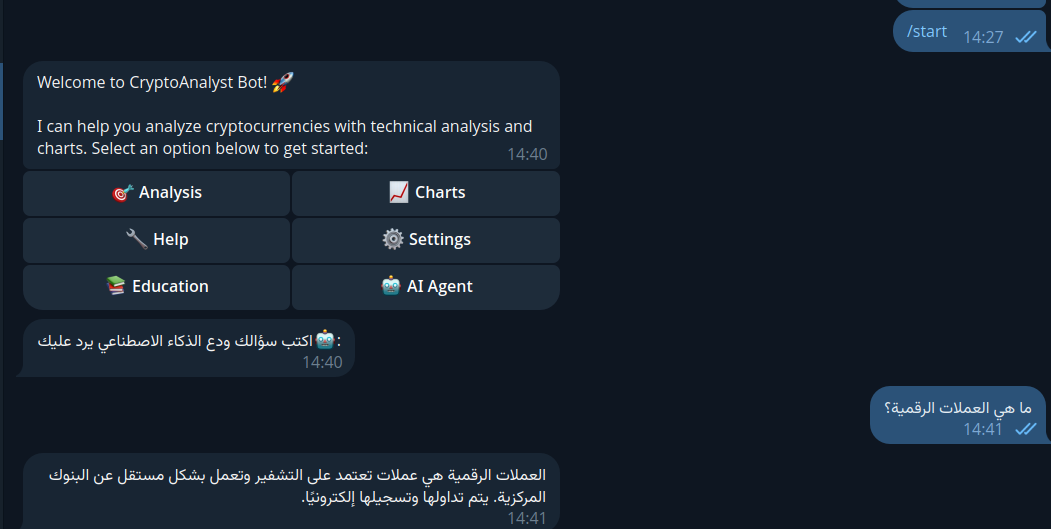 /start 14:27
Welcome to CryptoAnalyst Bot! 🚀
I can help you analyze cryptocurrencies with technical analysis and
charts. Select an option below to get started:
14:40
🎯 Analysis
📈 Charts
🔧 Help
⚙️ Settings
📚 Education
🤖 AI Agent
🤖اكتب سؤالك ودع الذكاء الاصطناعي يرد عليك:
14:40
ما هي العملات الرقمية؟
14:41
العملات الرقمية هي عملات تعتمد على التشفير وتعمل بشكل مستقل عن البنوك
المركزية. يتم تداولها وتسجيلها إلكترونيًا.
14:41